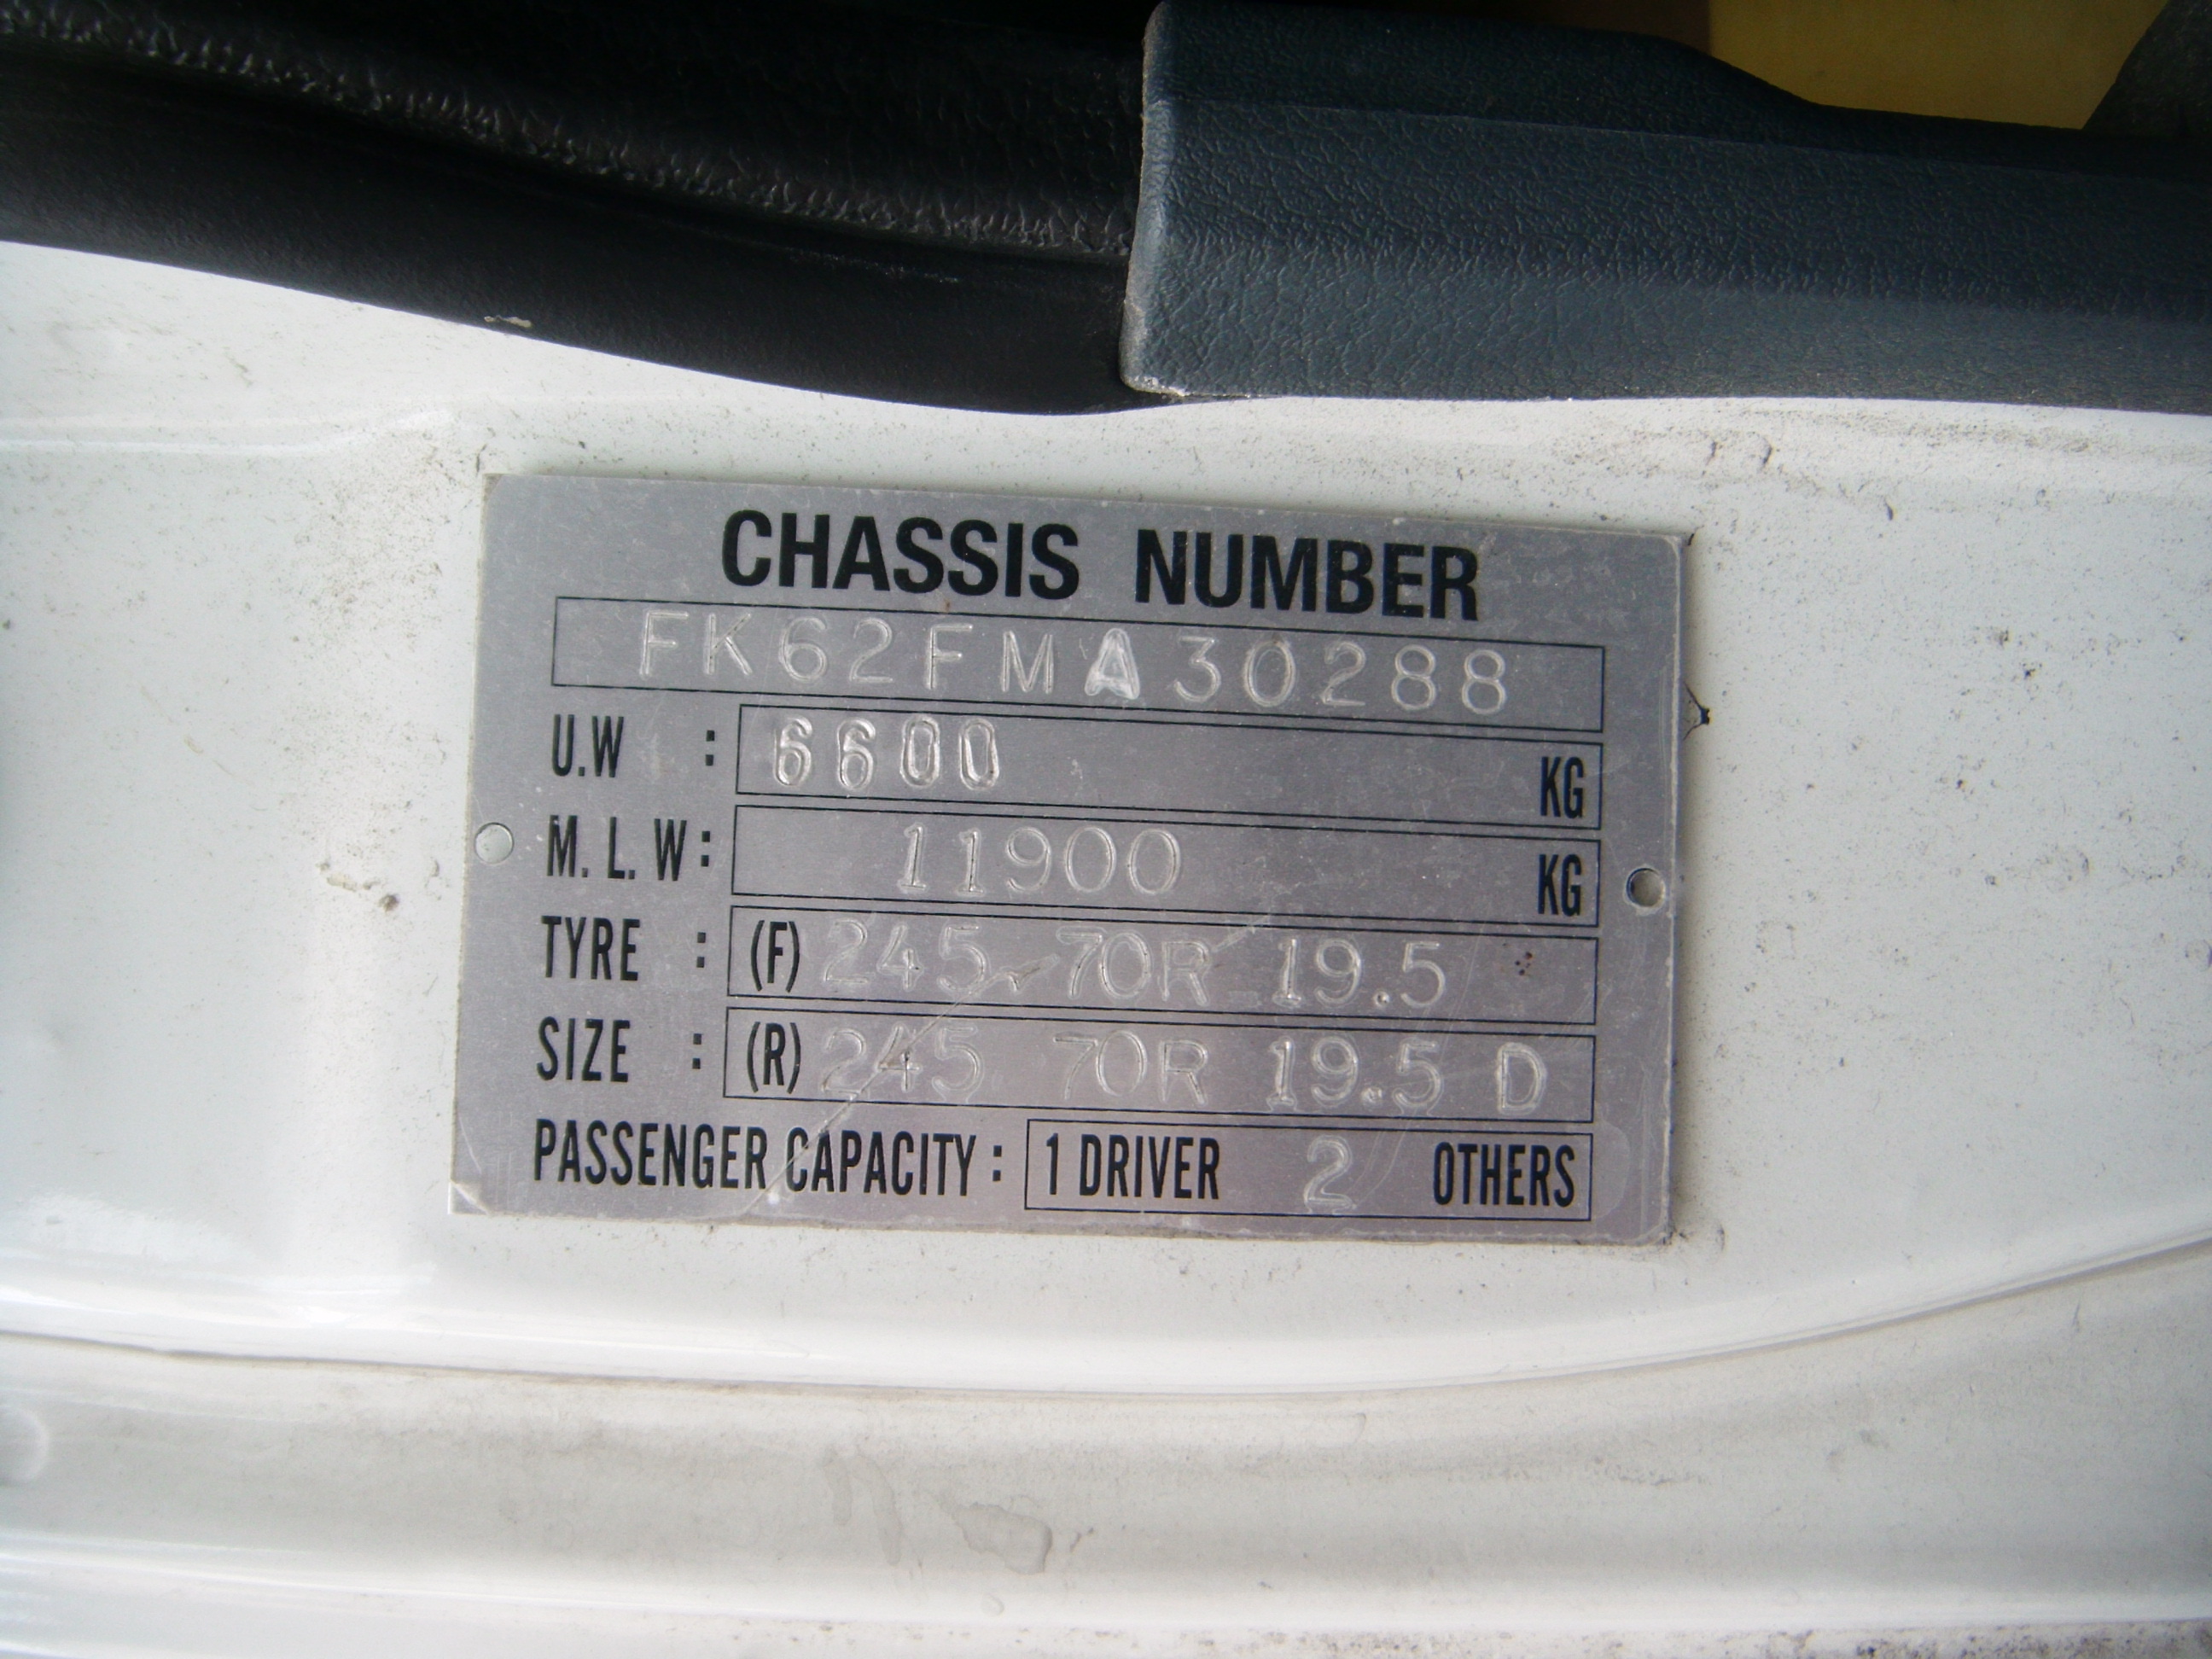 CHASSIS NUMBER
FK62FMA30288
U.W : 6600 KG
M.L.W: 11900 KG
TYRE : (F) 245 70R 19.5
SIZE : (R) 245 70R 19.5 D
PASSENGER CAPACITY: 1 DRIVER 2 OTHERS